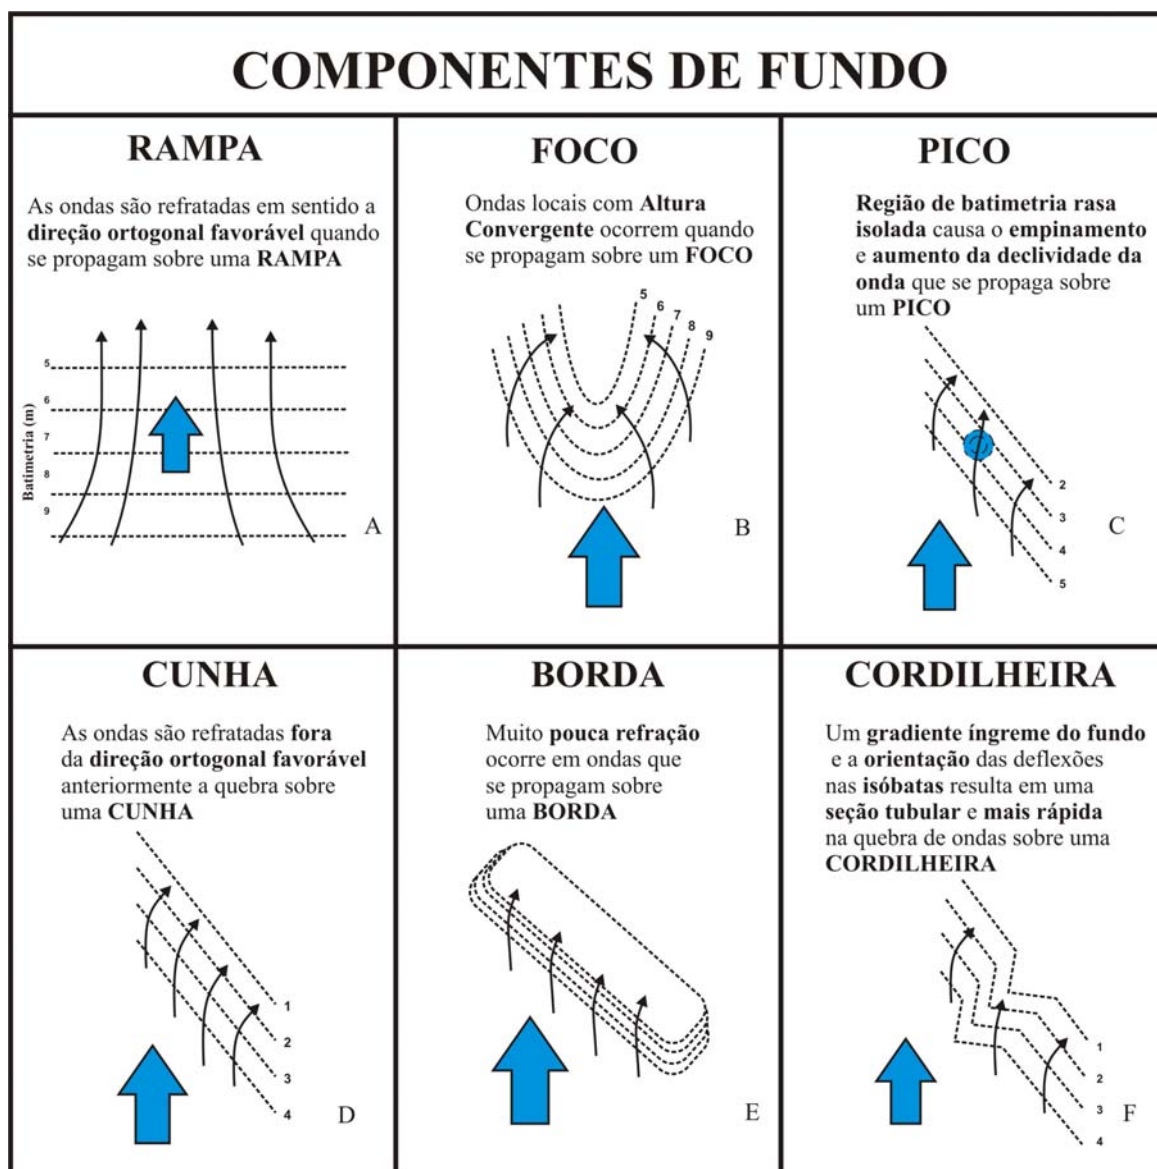 COMPONENTES DE FUNDO
RAMPA
As ondas são refratadas em sentido a
direção ortogonal favorável quando
se propagam sobre uma RAMPA
5
6
7
8
9
Batimetria (m)
A
FOCO
Ondas locais com Altura
Convergente ocorrem quando
se propagam sobre um FOCO
5
6
7
8
9
B
PICO
Região de batimetria rasa
isolada causa o empinamento
e aumento da declividade da
onda que se propaga sobre
um PICO
2
3
4
5
C
CUNHA
As ondas são refratadas fora
da direção ortogonal favorável
anteriormente a quebra sobre
uma CUNHA
1
2
3
4
D
BORDA
Muito pouca refração
ocorre em ondas que
se propagam sobre
uma BORDA
E
CORDILHEIRA
Um gradiente íngreme do fundo
e a orientação das deflexões
nas isóbatas resulta em uma
seção tubular e mais rápida
na quebra de ondas sobre uma
CORDILHEIRA
1
2
3
4
F